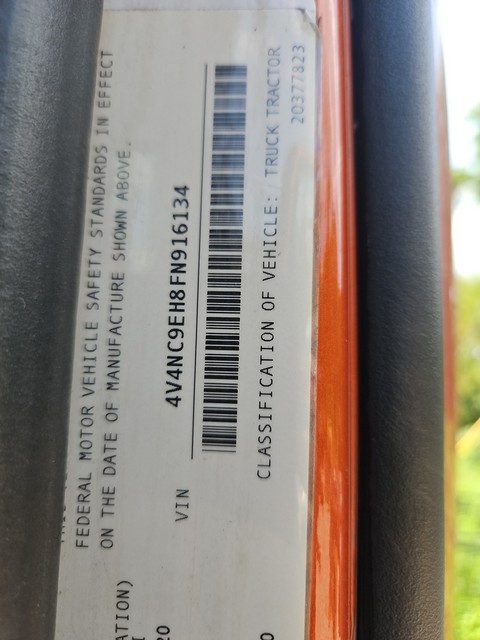 FEDERAL MOTOR VEHICLE SAFETY STANDARDS IN EFFECT
ON THE DATE OF MANUFACTURE SHOWN ABOVE.
VIN 4V4NC9EH8FN916134
CLASSIFICATION OF VEHICLE: TRUCK TRACTOR
20377823